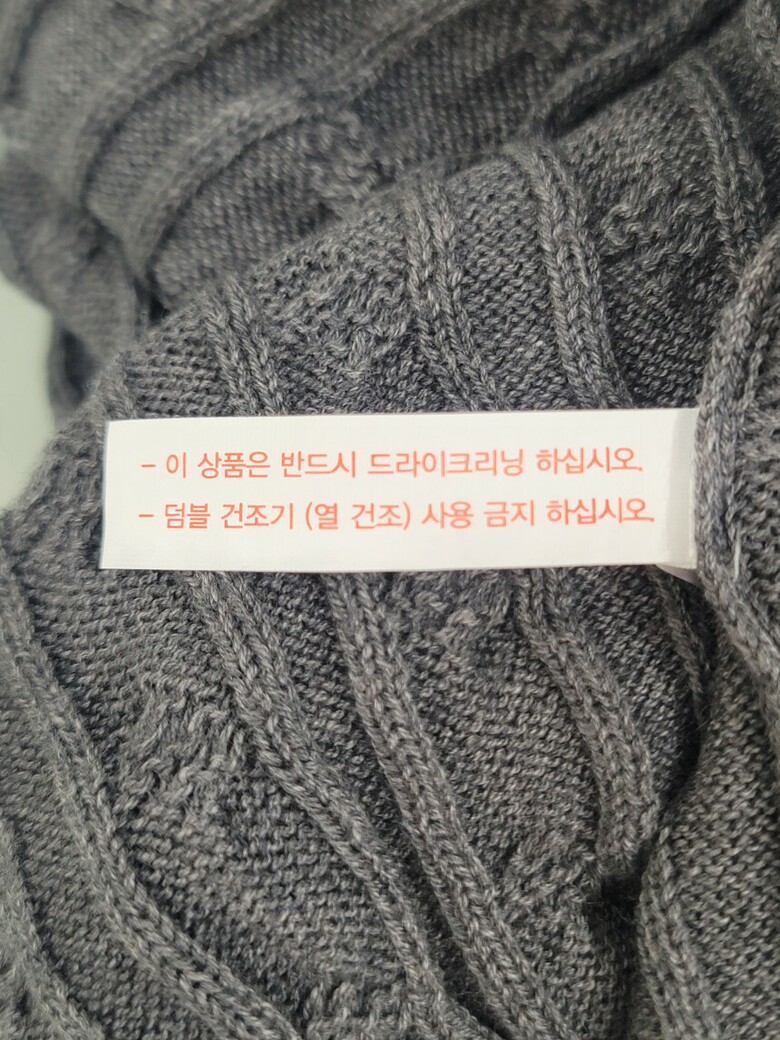 - 이 상품은 반드시 드라이크리닝 하십시오.
- 덤블 건조기 (열 건조) 사용 금지 하십시오.